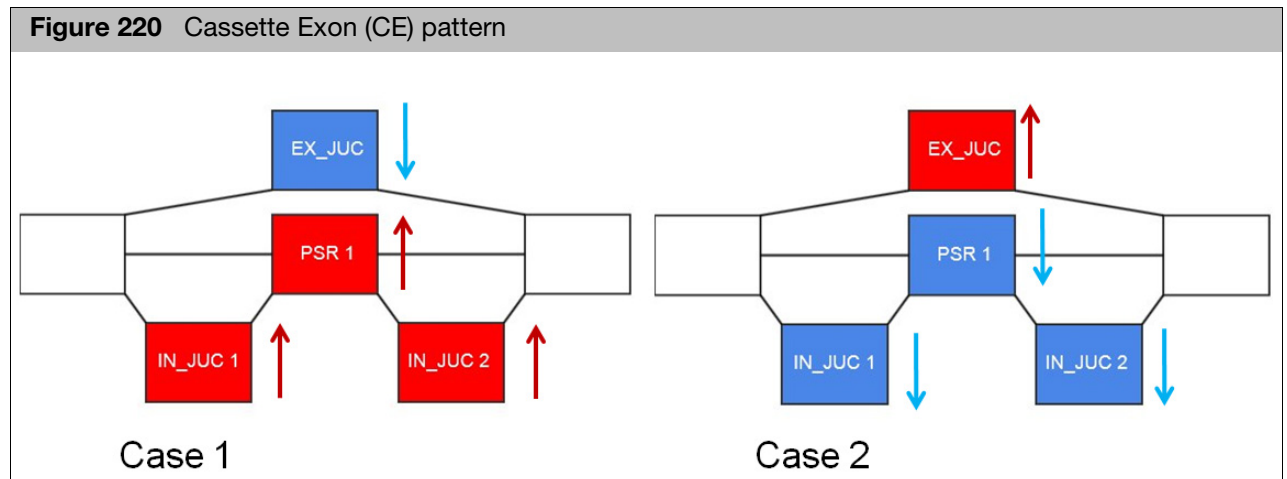 Figure 220 Cassette Exon (CE) pattern
EX_JUC
PSR 1
IN_JUC 1
IN_JUC 2
Case 1
EX_JUC
PSR 1
IN_JUC 1
IN_JUC 2
Case 2